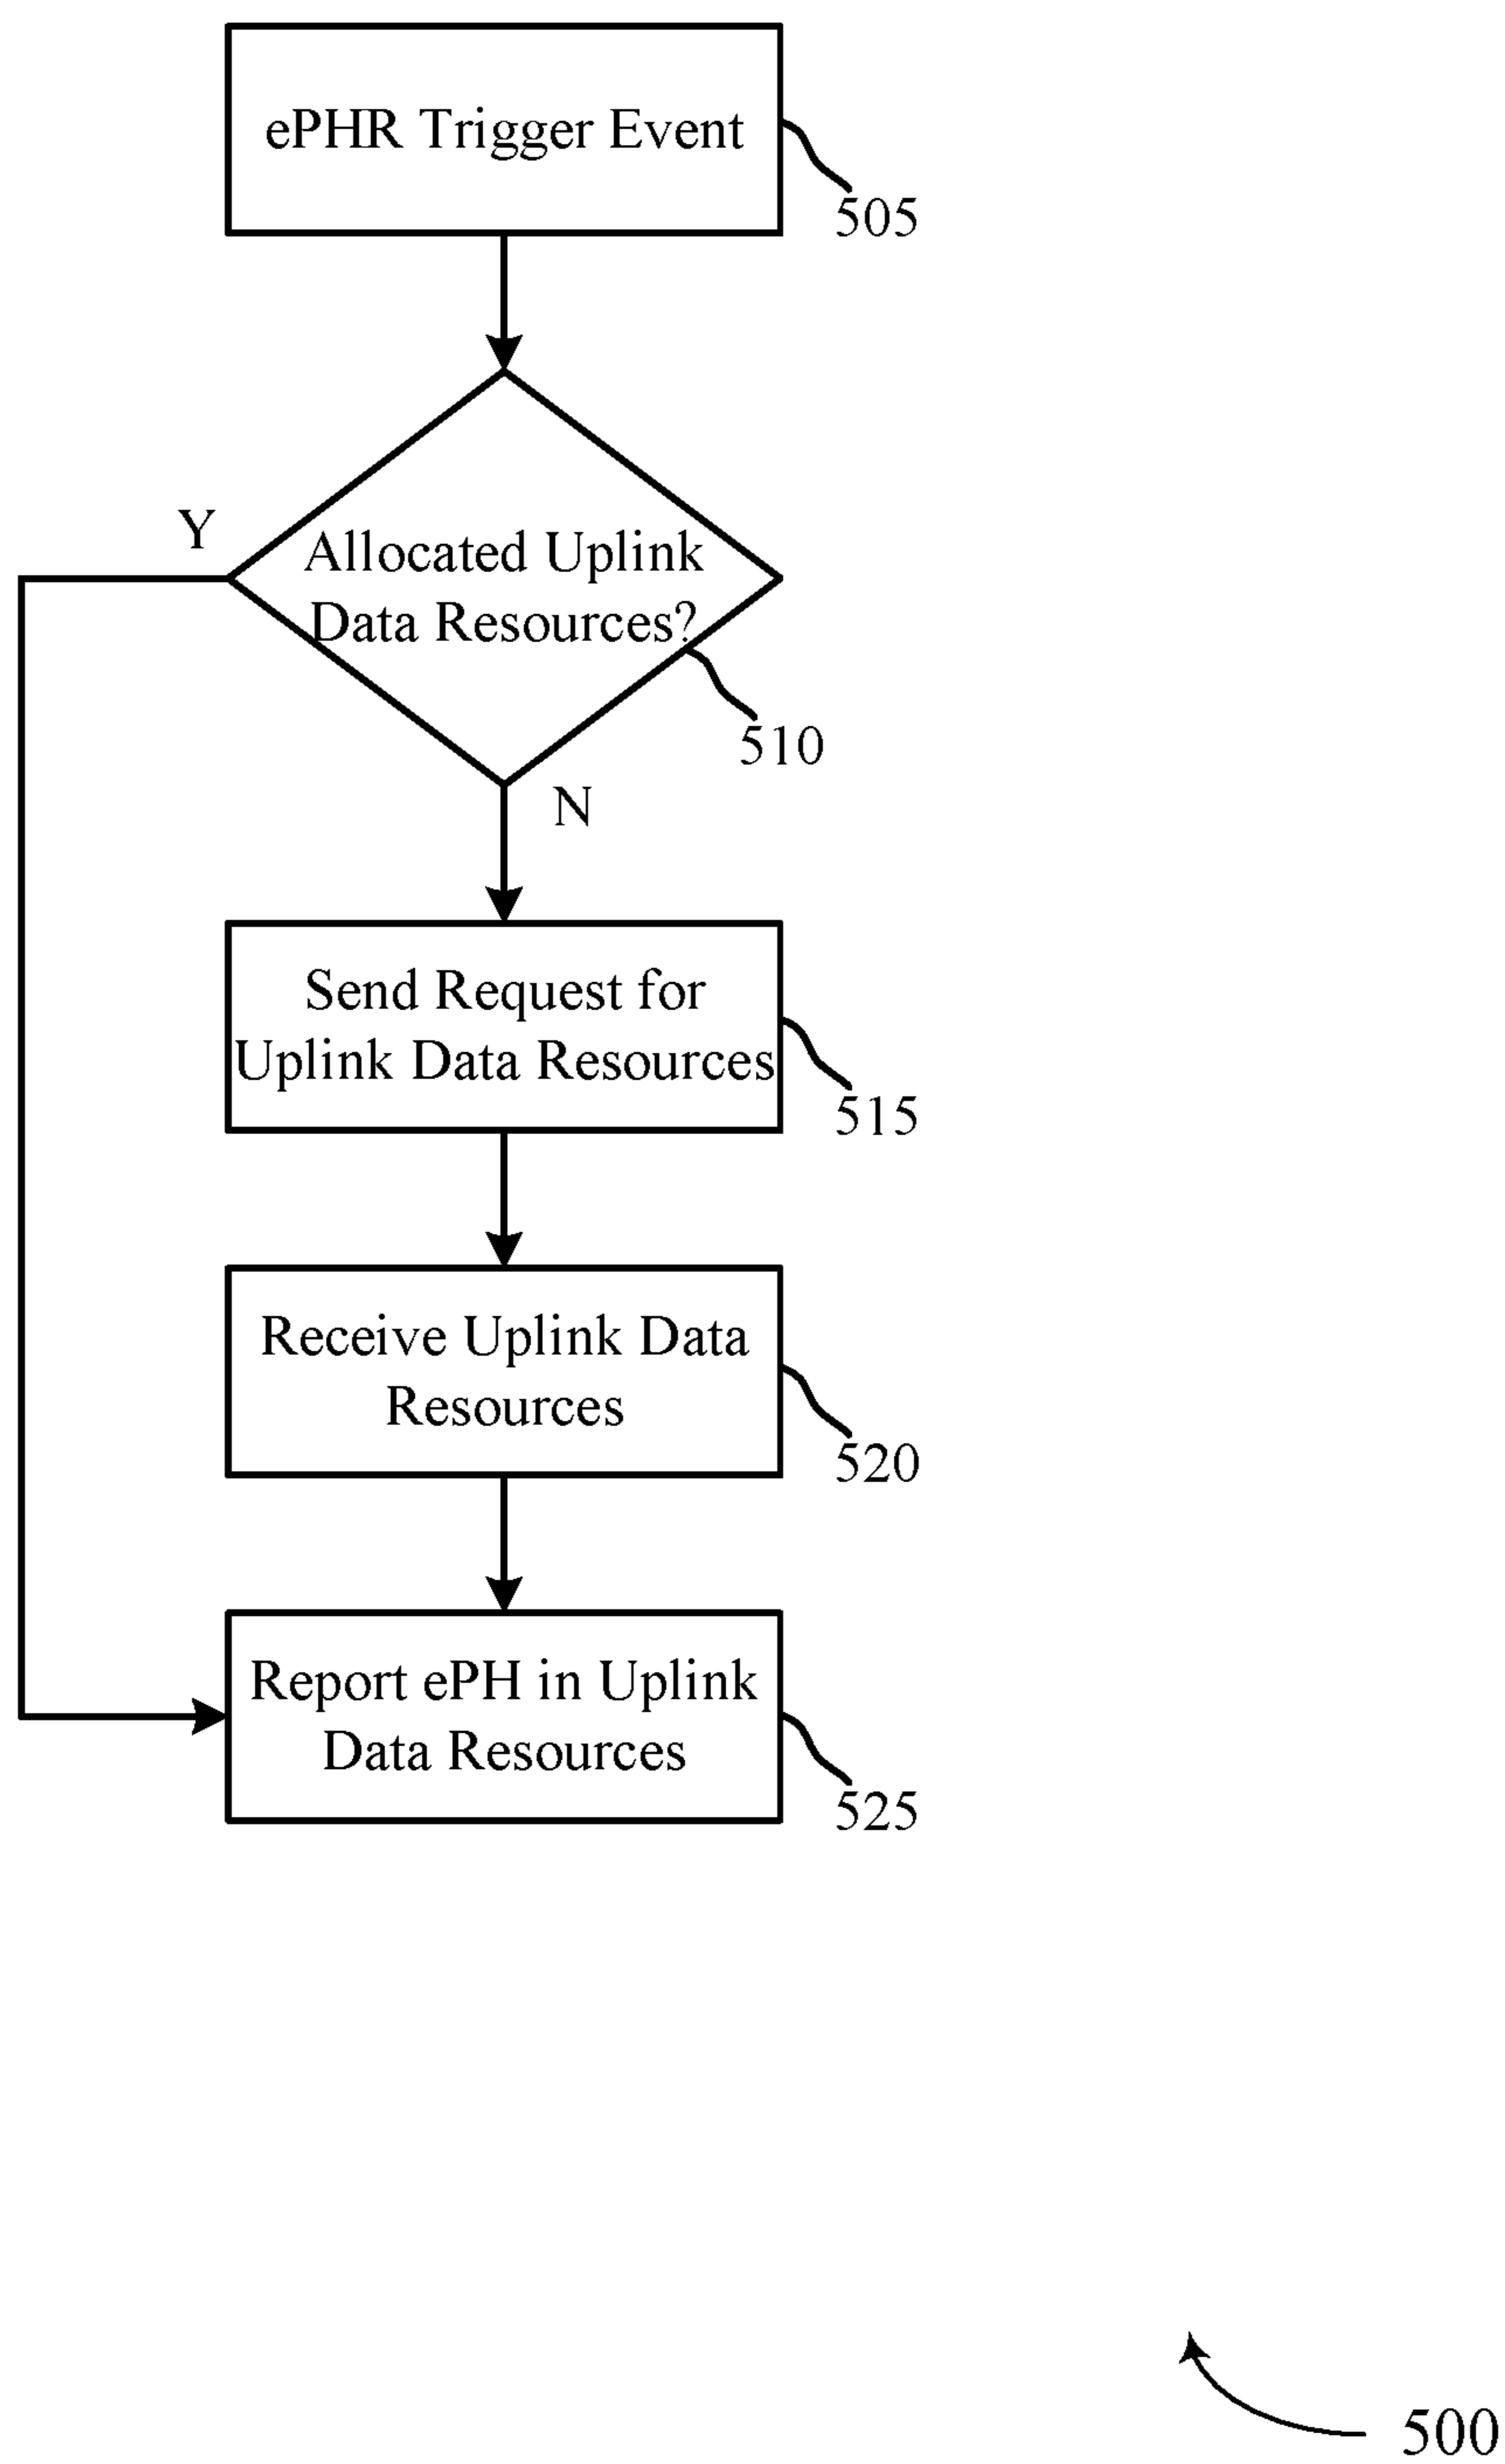 ePHR Trigger Event
505
Y
Allocated Uplink
Data Resources?
510
N
Send Request for
Uplink Data Resources
515
Receive Uplink Data
Resources
520
Report ePH in Uplink
Data Resources
525
500